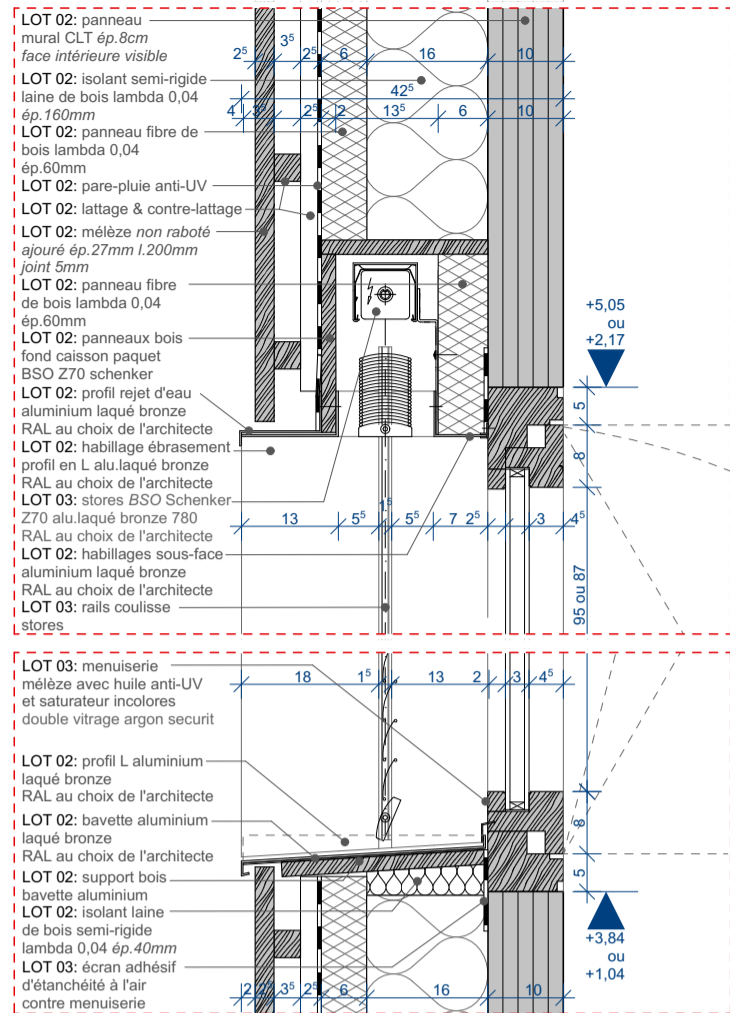 LOT 02: panneau
mural CLT ép.8cm
face intérieure visible
LOT 02: isolant semi-rigide
laine de bois lambda 0,04
ép.160mm
LOT 02: panneau fibre de
bois lambda 0,04
ép.60mm
LOT 02: pare-pluie anti-UV
LOT 02: lattage & contre-lattage
LOT 02: mélèze non raboté
ajouré ép.27mm l.200mm
joint 5mm
LOT 02: panneau fibre
de bois lambda 0,04
ép.60mm
LOT 02: panneaux bois
fond caisson paquet
BSO Z70 schenker
LOT 02: profil rejet d'eau
aluminium laqué bronze
RAL au choix de l'architecte
LOT 02: habillage ébrasement
profil en L alu.laqué bronze
RAL au choix de l'architecte
LOT 03: stores BSO Schenker
Z70 alu.laqué bronze 780
RAL au choix de l'architecte
LOT 02: habillages sous-face
aluminium laqué bronze
RAL au choix de l'architecte
LOT 03: rails coulisse
stores
2⁵ 3⁵ 2⁵ 6 16 10
42⁵
4 3⁵ 2⁵ 2 13⁵ 6 10
+5,05
ou
+2,17
5
8
13 5⁵ 1⁵ 5⁵ 7 2⁵ 3 4⁵
95 ou 87
LOT 03: menuiserie
mélèze avec huile anti-UV
et saturateur incolores
double vitrage argon securit
LOT 02: profil L aluminium
laqué bronze
RAL au choix de l'architecte
LOT 02: bavette aluminium
laqué bronze
RAL au choix de l'architecte
LOT 02: support bois
bavette aluminium
LOT 02: isolant laine
de bois semi-rigide
lambda 0,04 ép.40mm
LOT 03: écran adhésif
d'étanchéité à l'air
contre menuiserie
18 1⁵ 13 2 3 4⁵
8
5
+3,84
ou
+1,04
2 2⁵ 3⁵ 2⁵ 6 16 10